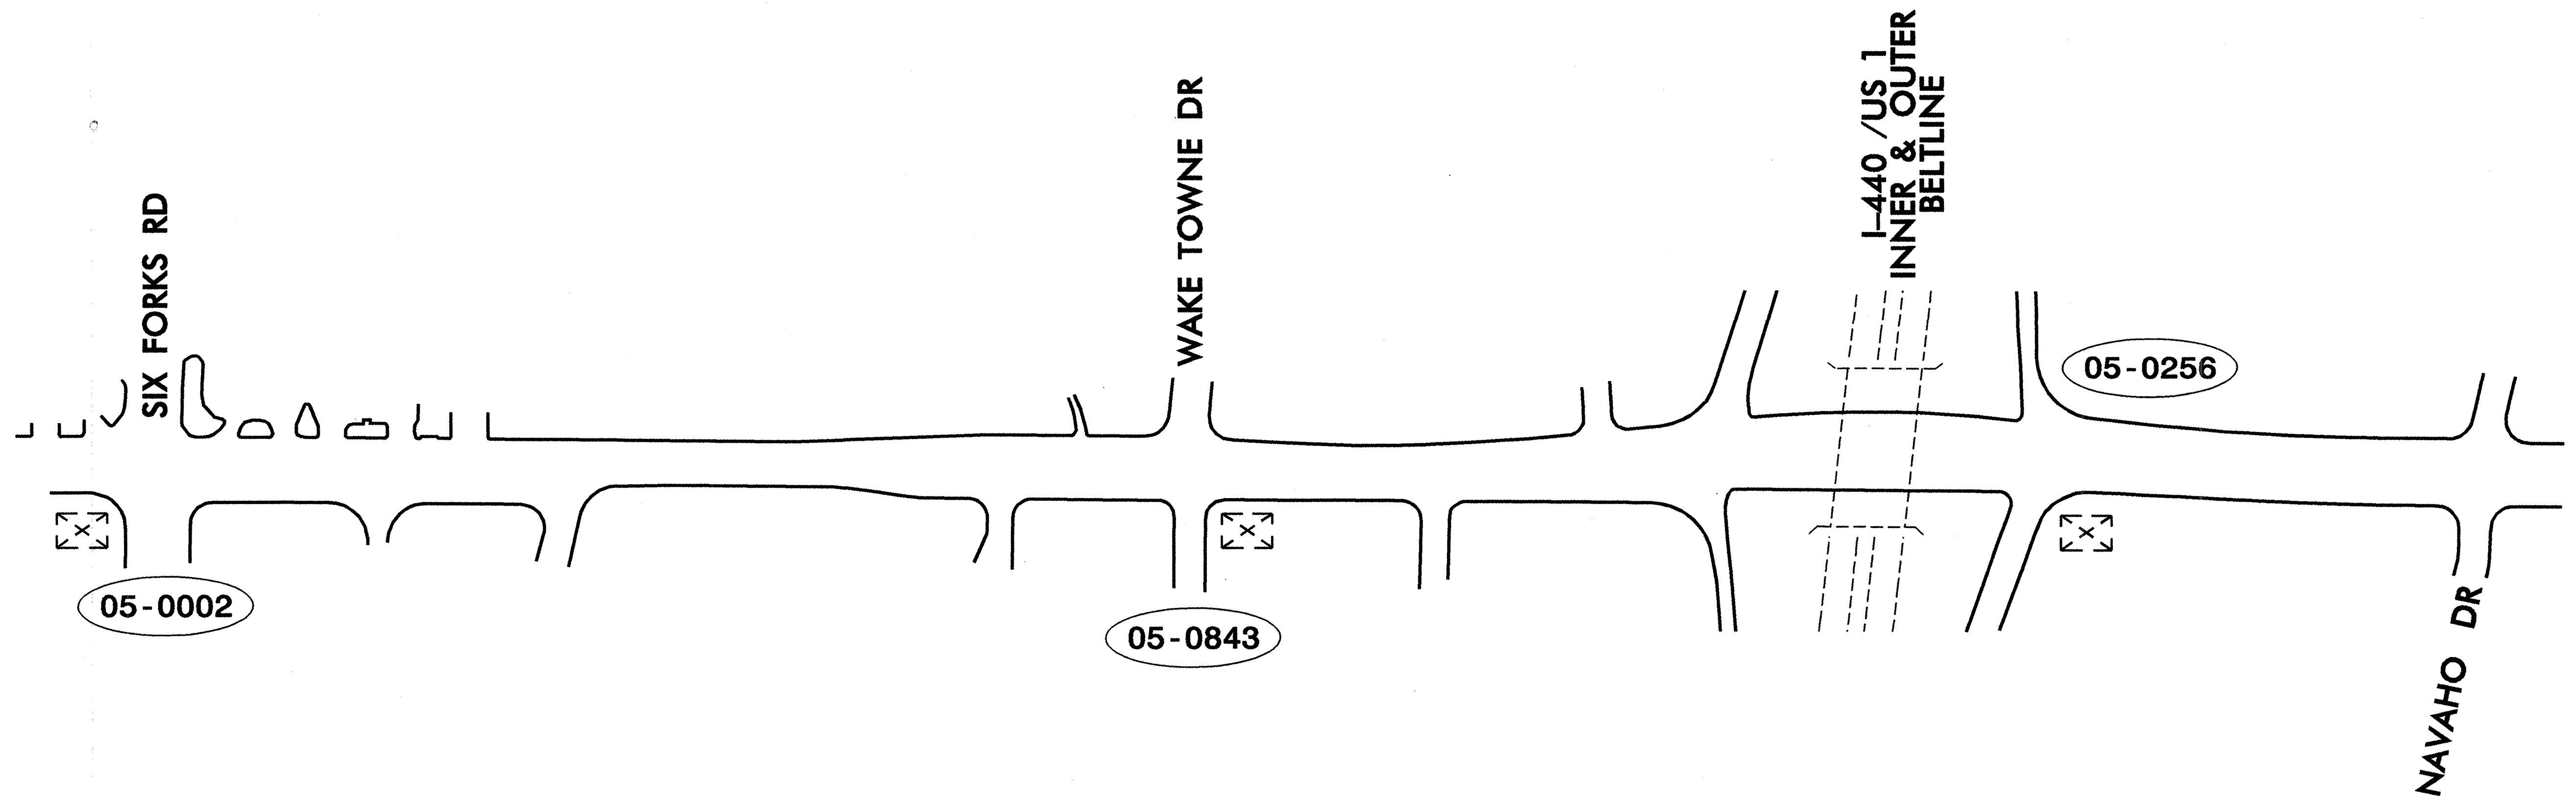 SIX FORKS RD
WAKE TOWNE DR
I-440 /US 1
INNER & OUTER
BELTLINE
05-0256
X
X
X
05-0002
05-0843
NAVAHO DR